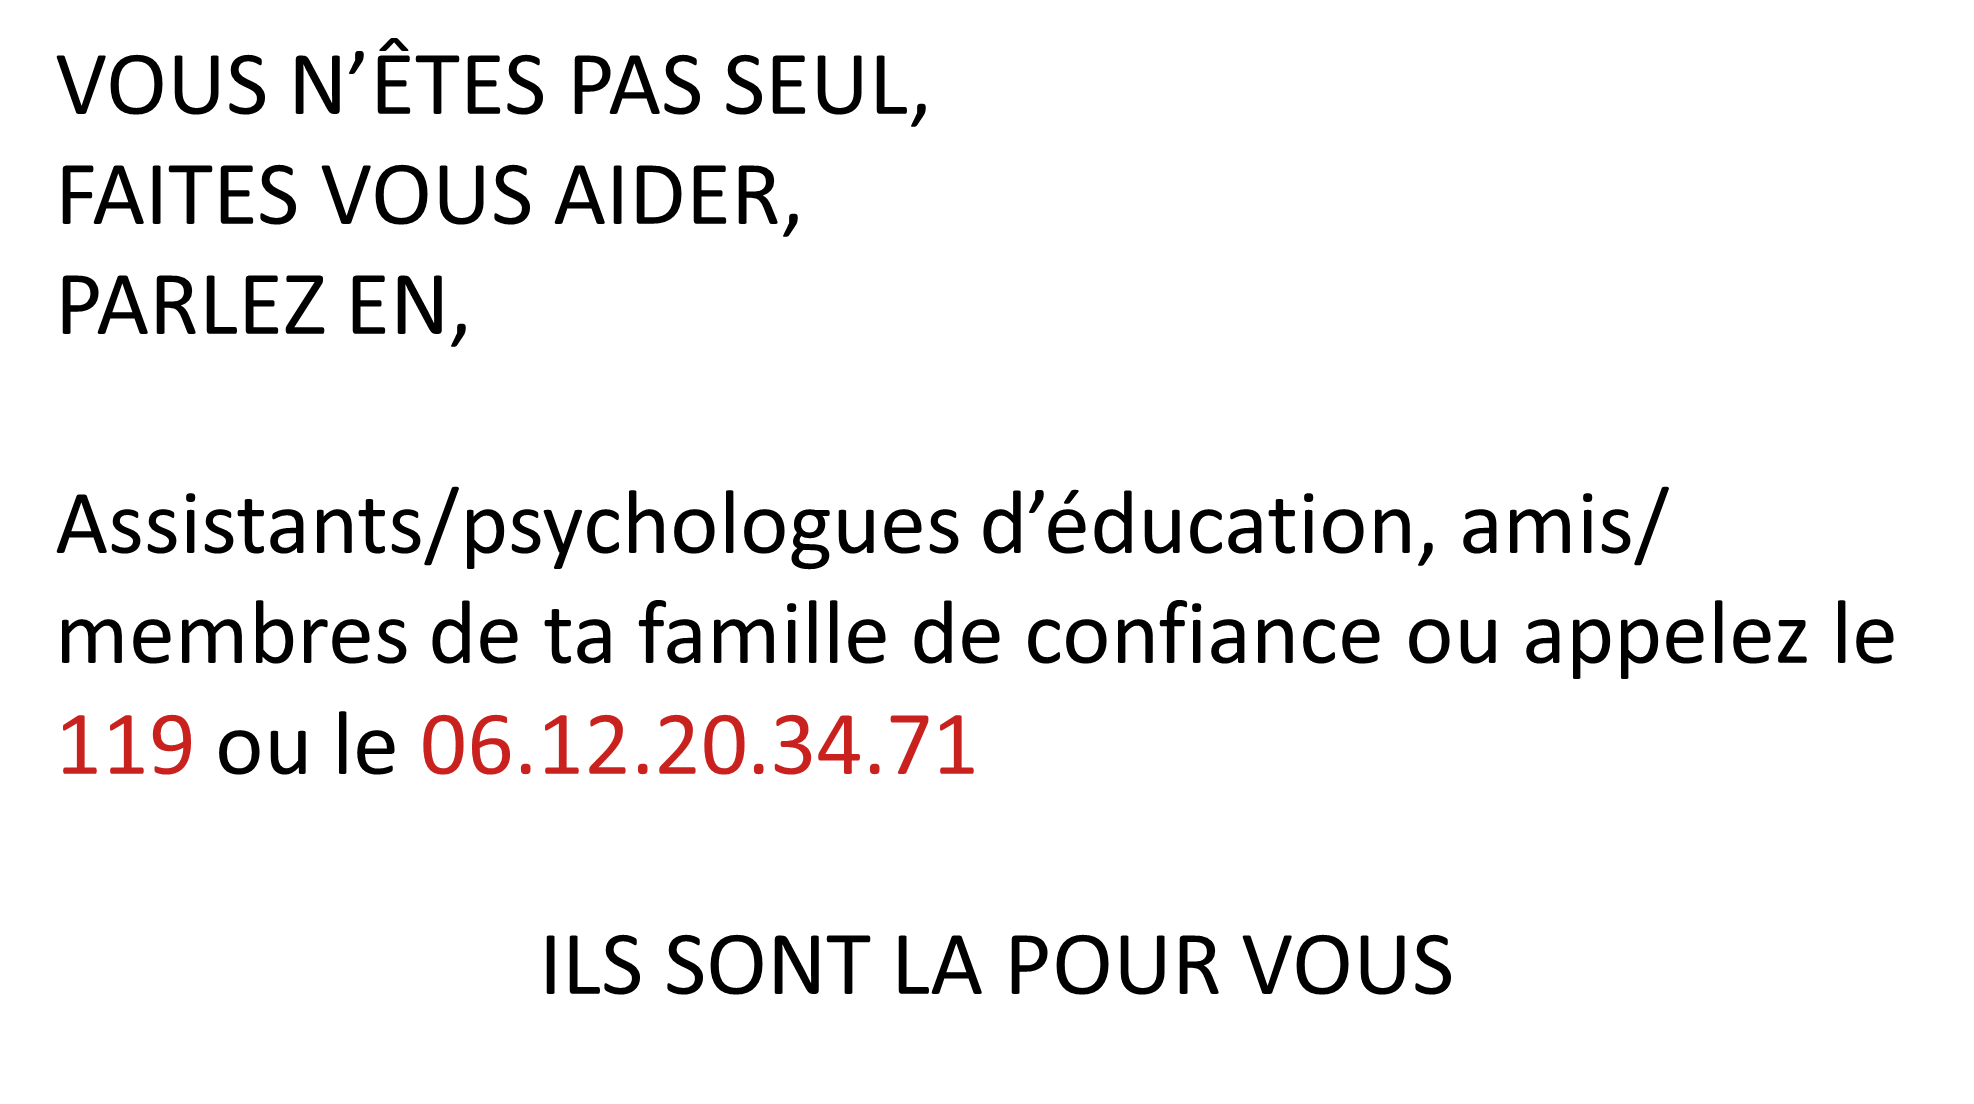 VOUS N’ÊTES PAS SEUL,
FAITES VOUS AIDER,
PARLEZ EN,
Assistants/psychologues d’éducation, amis/
membres de ta famille de confiance ou appelez le
119 ou le 06.12.20.34.71
ILS SONT LA POUR VOUS